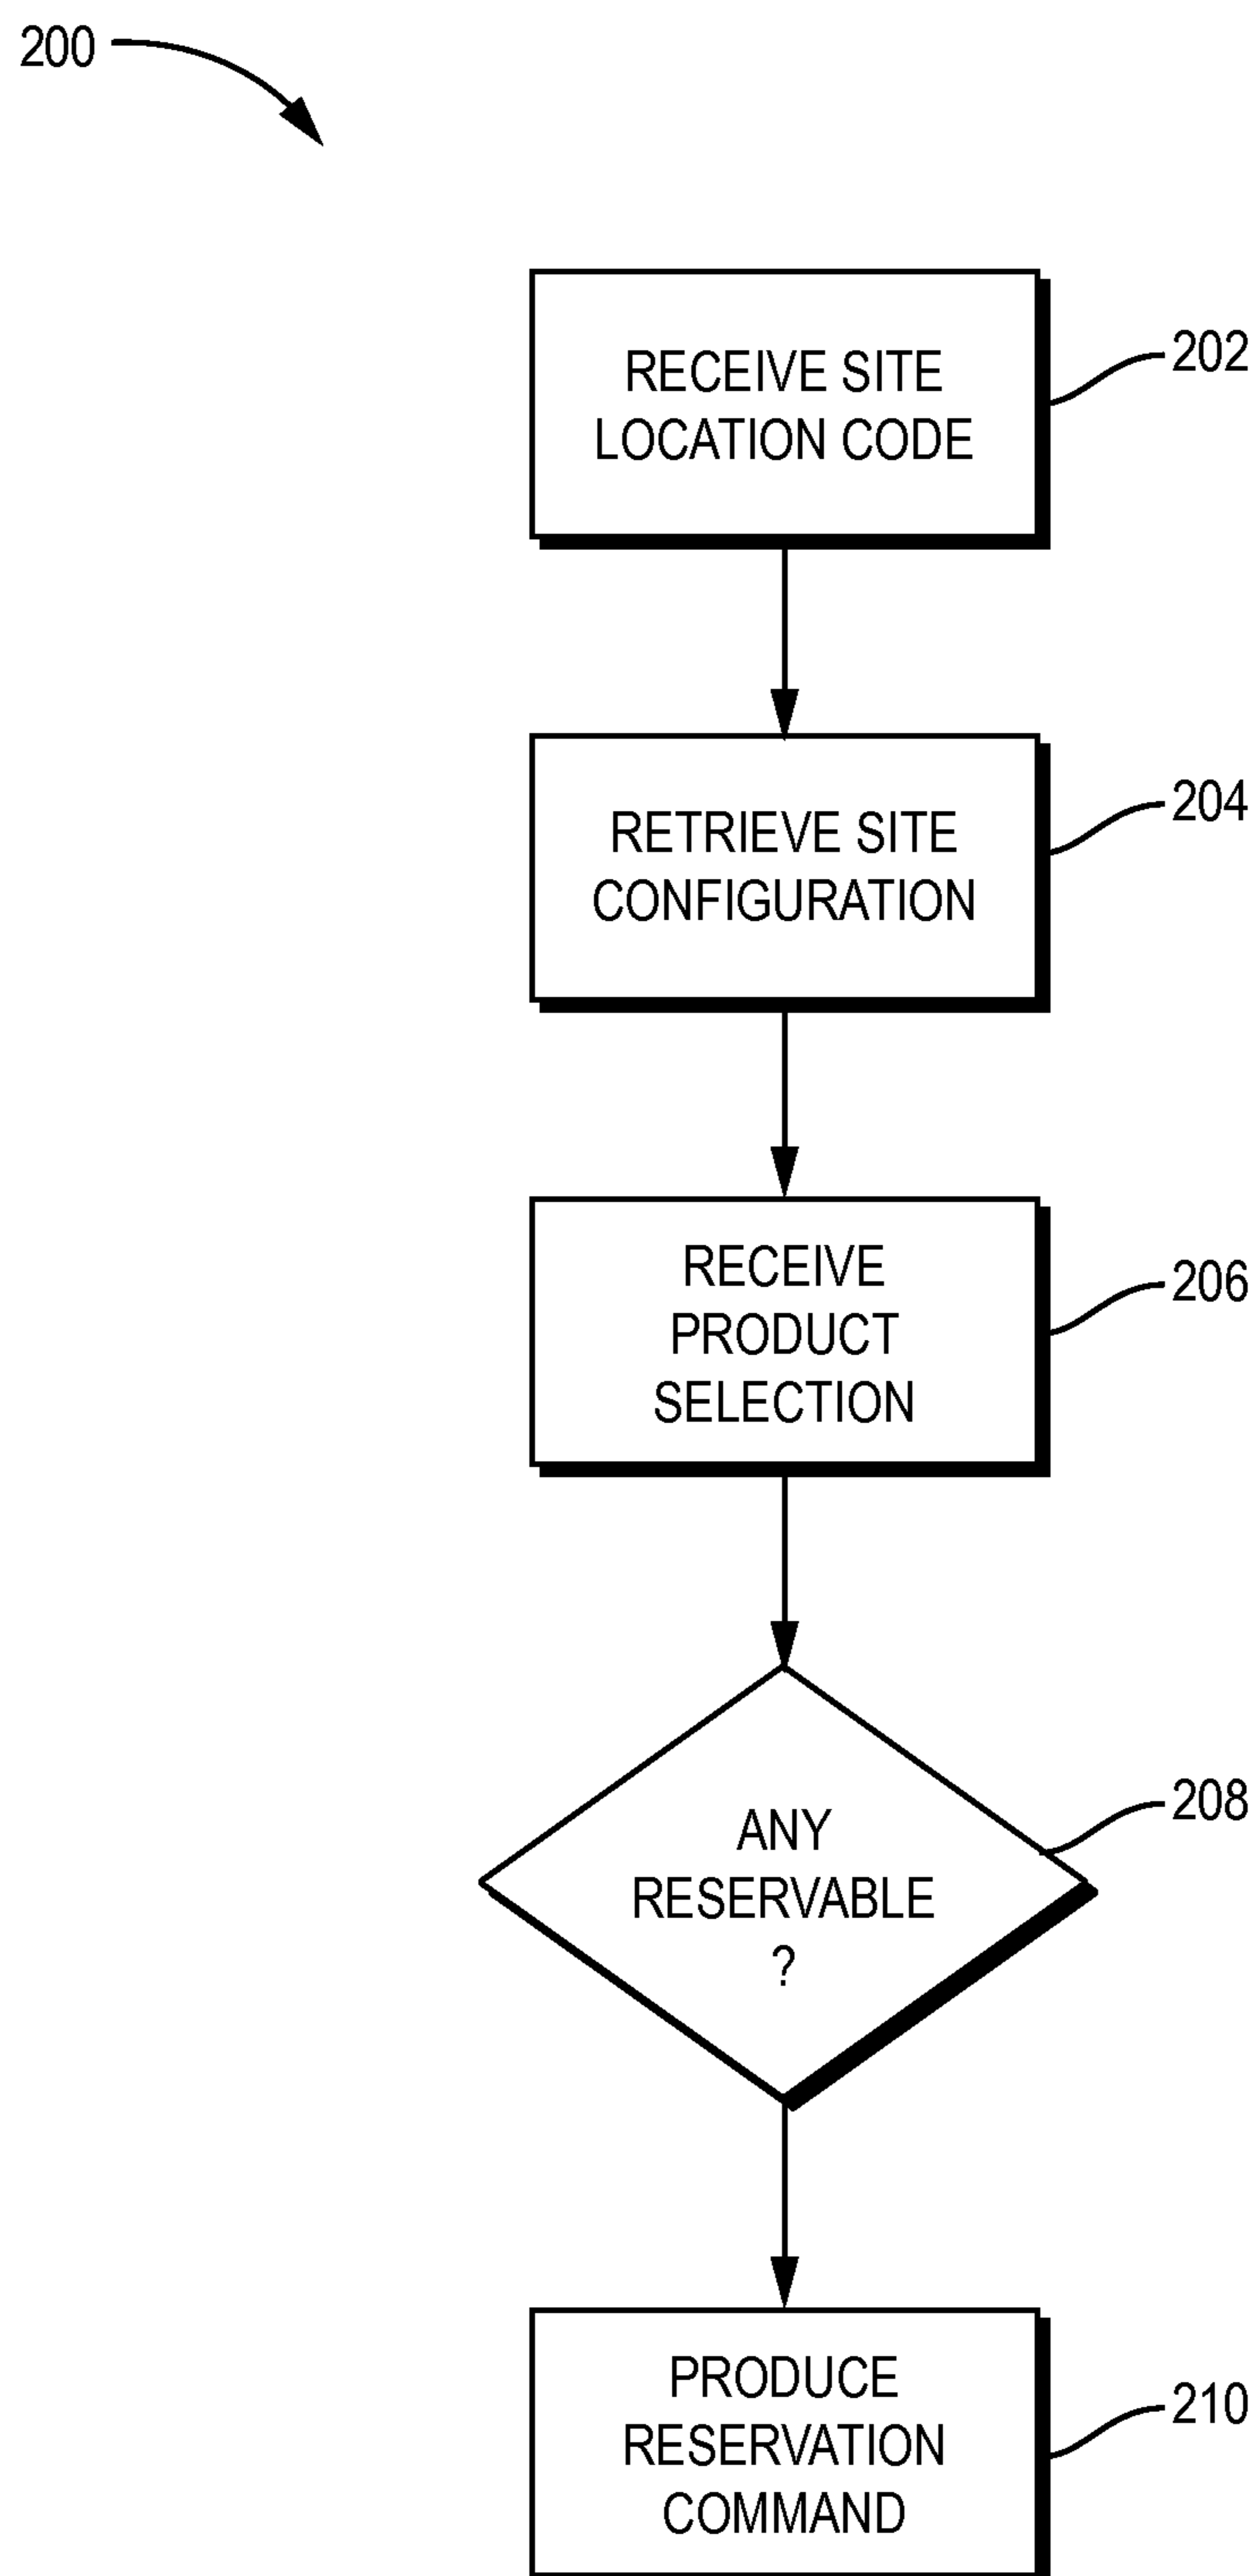 200
RECEIVE SITE
LOCATION CODE
202
RETRIEVE SITE
CONFIGURATION
204
RECEIVE
PRODUCT
SELECTION
206
ANY
RESERVABLE
?
208
PRODUCE
RESERVATION
COMMAND
210